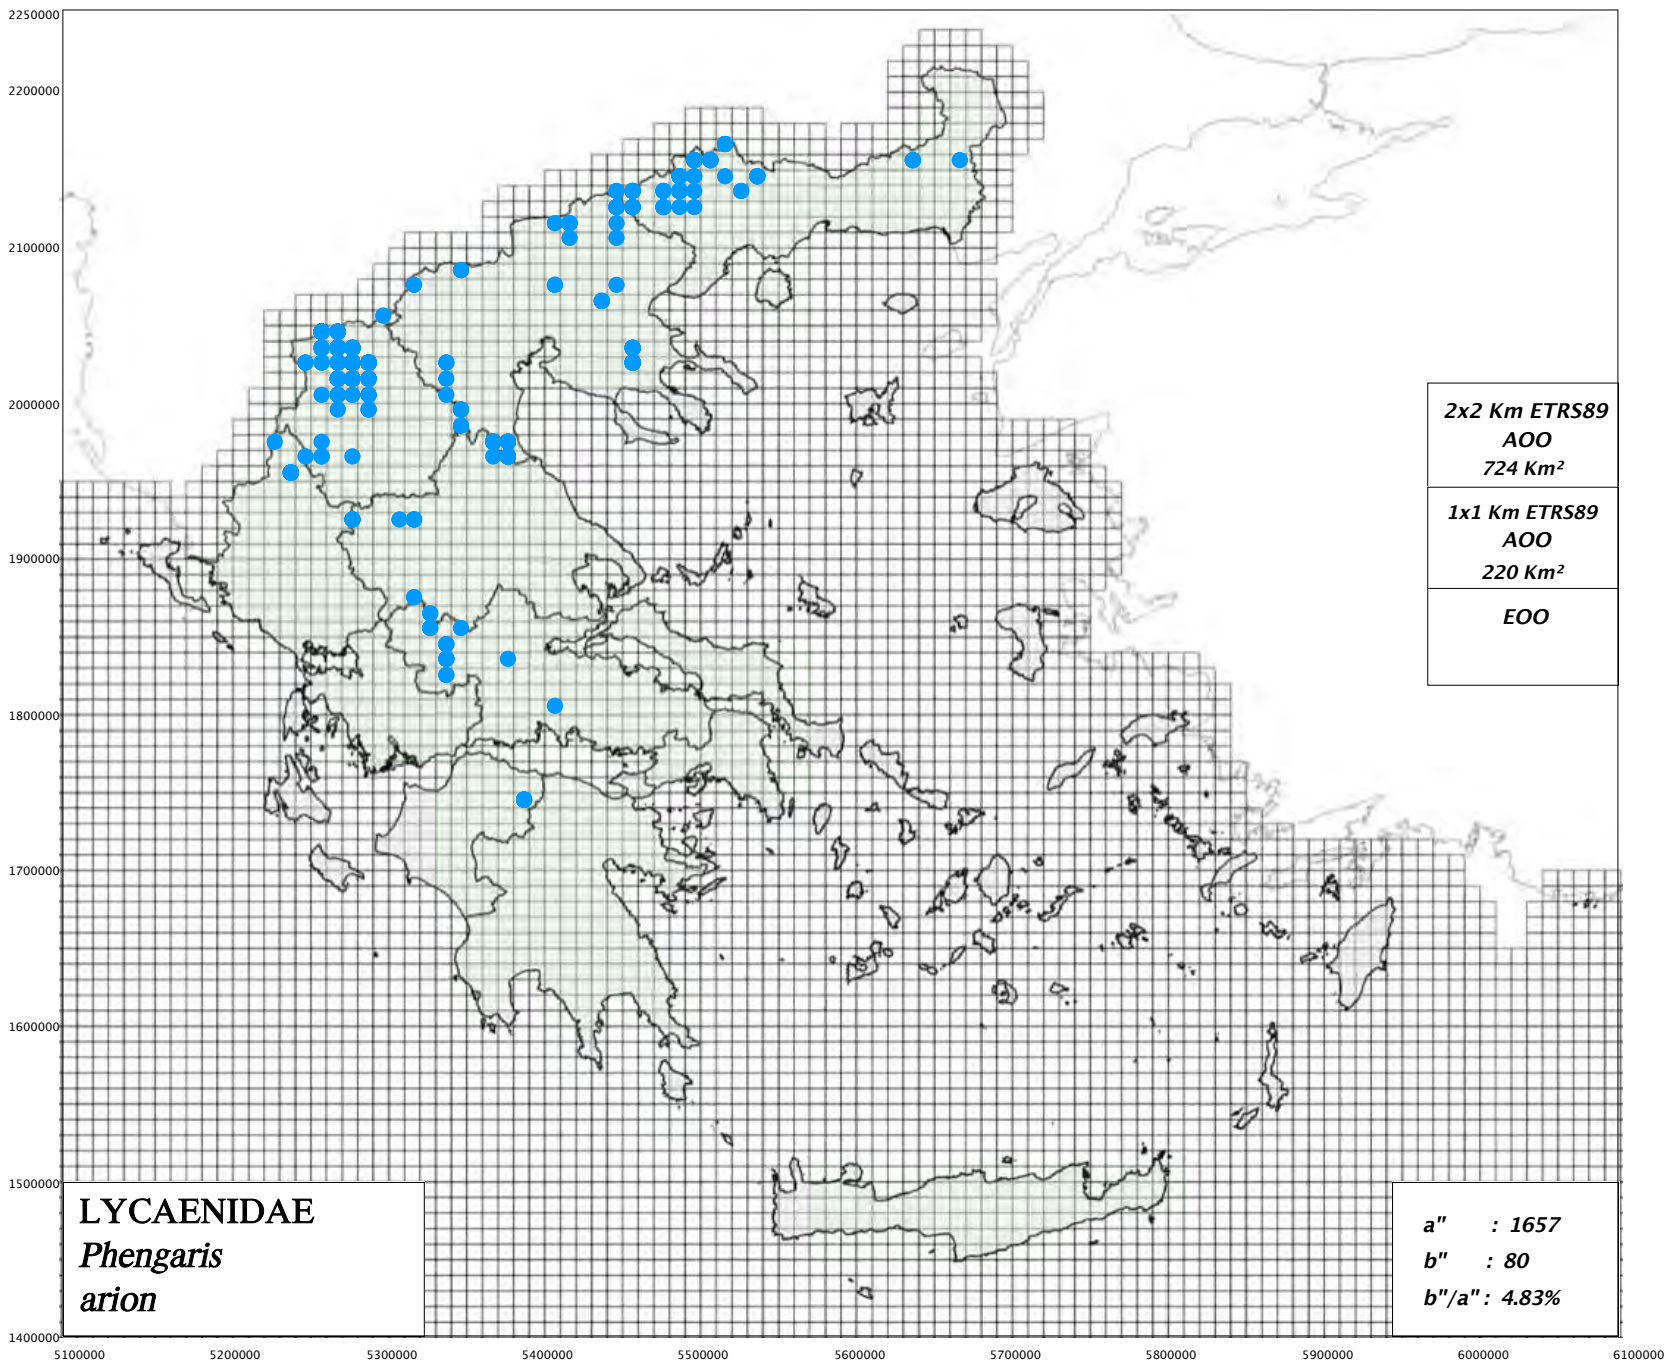 2250000
2200000
2100000
2000000
1900000
1800000
1700000
1600000
1500000
1400000
2x2 Km ETRS89
AOO
724 Km²
1x1 Km ETRS89
AOO
220 Km²
EOO
LYCAENIDAE
Phengaris
arion
a" : 1657
b" : 80
b"/a" : 4.83%
5100000 5200000 5300000 5400000 5500000 5600000 5700000 5800000 5900000 6000000 6100000